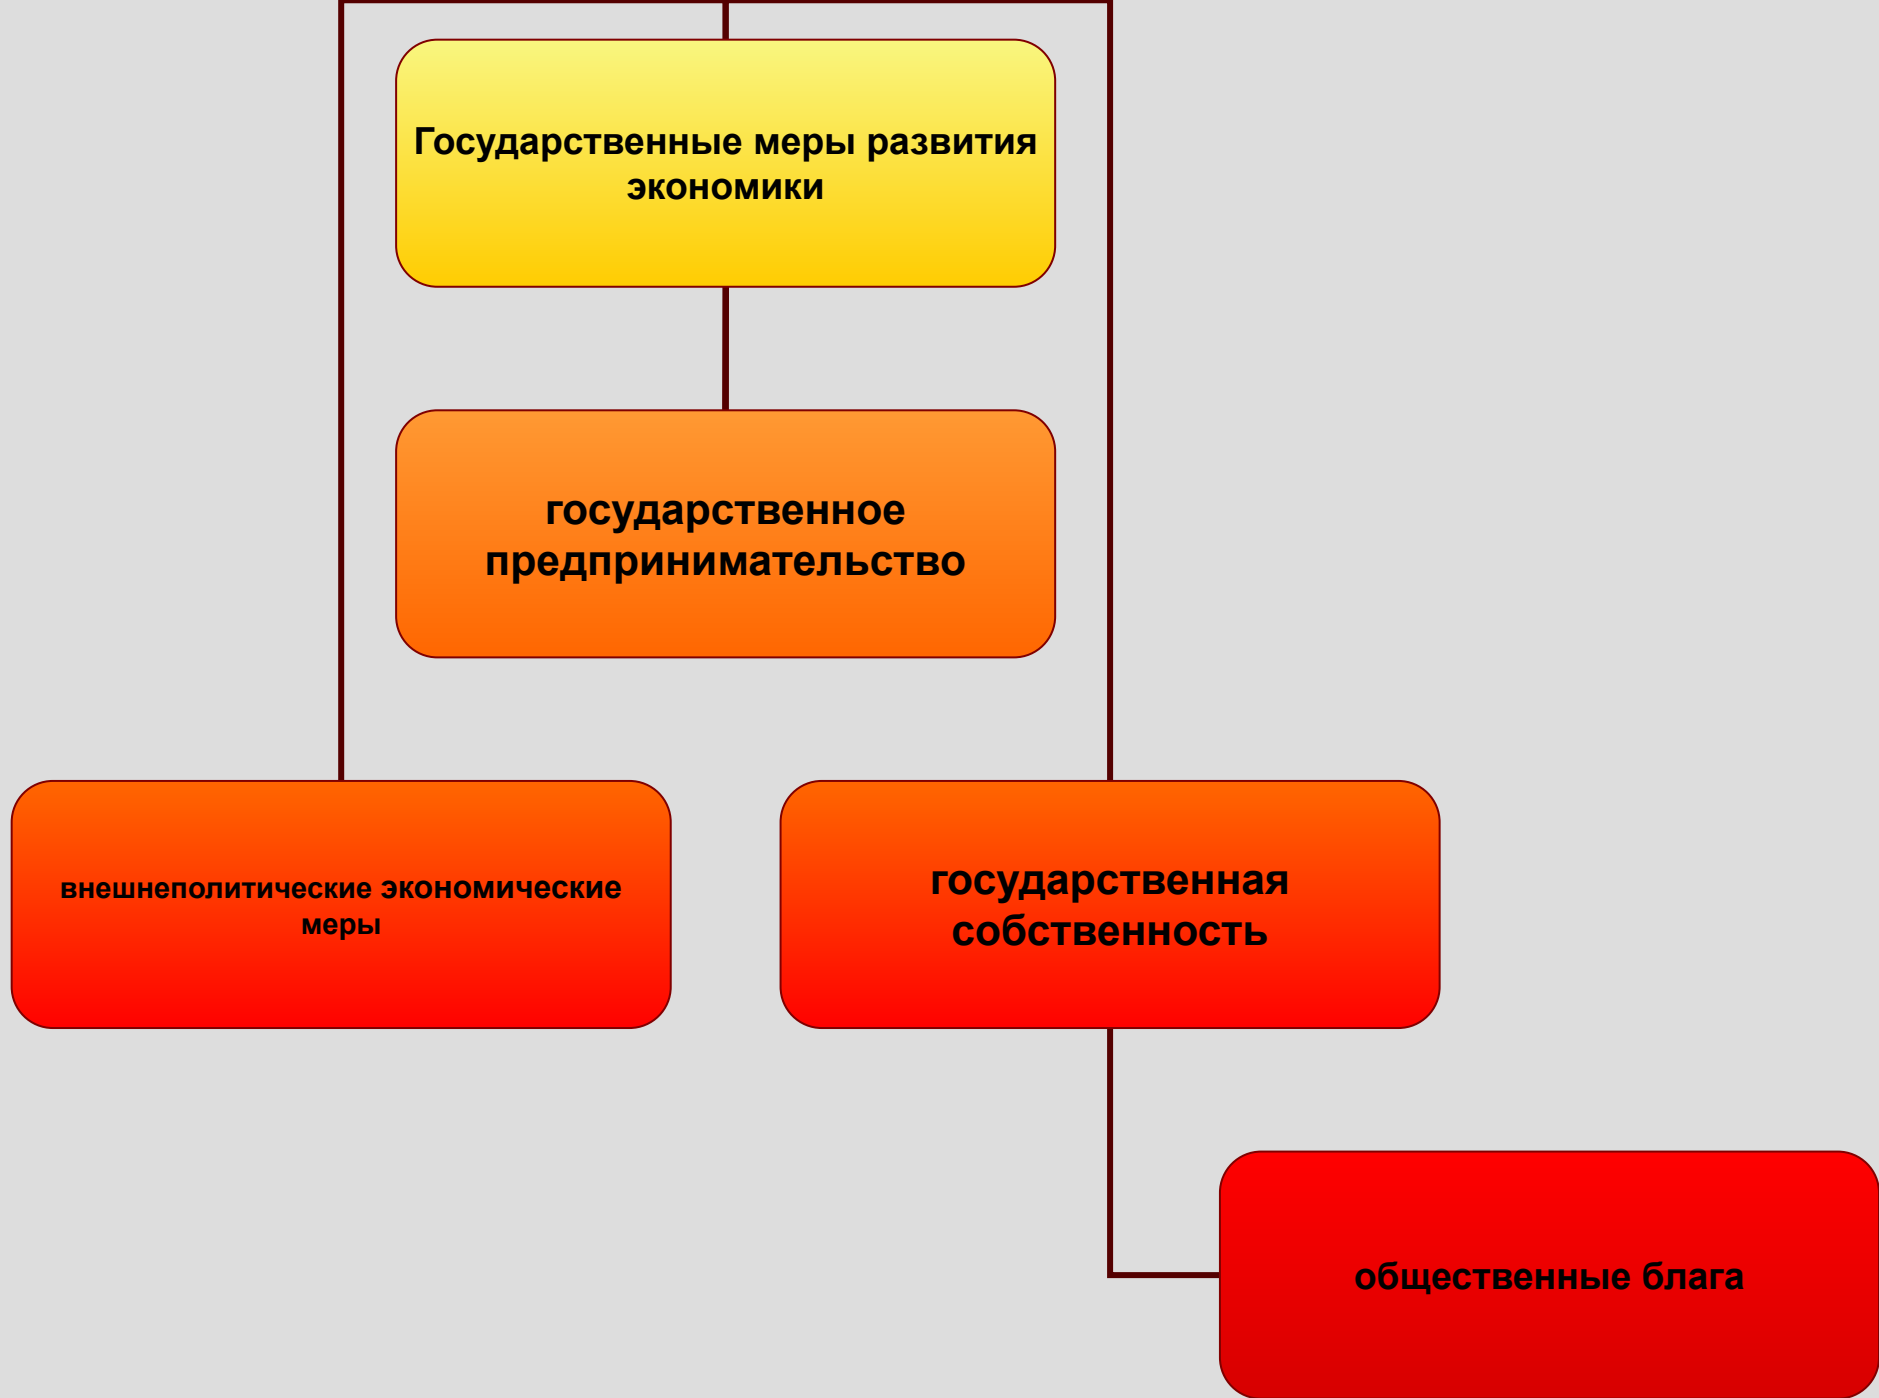 Государственные меры развития
экономики
государственное
предпринимательство
внешнеполитические экономические
меры
государственная
собственность
общественные блага